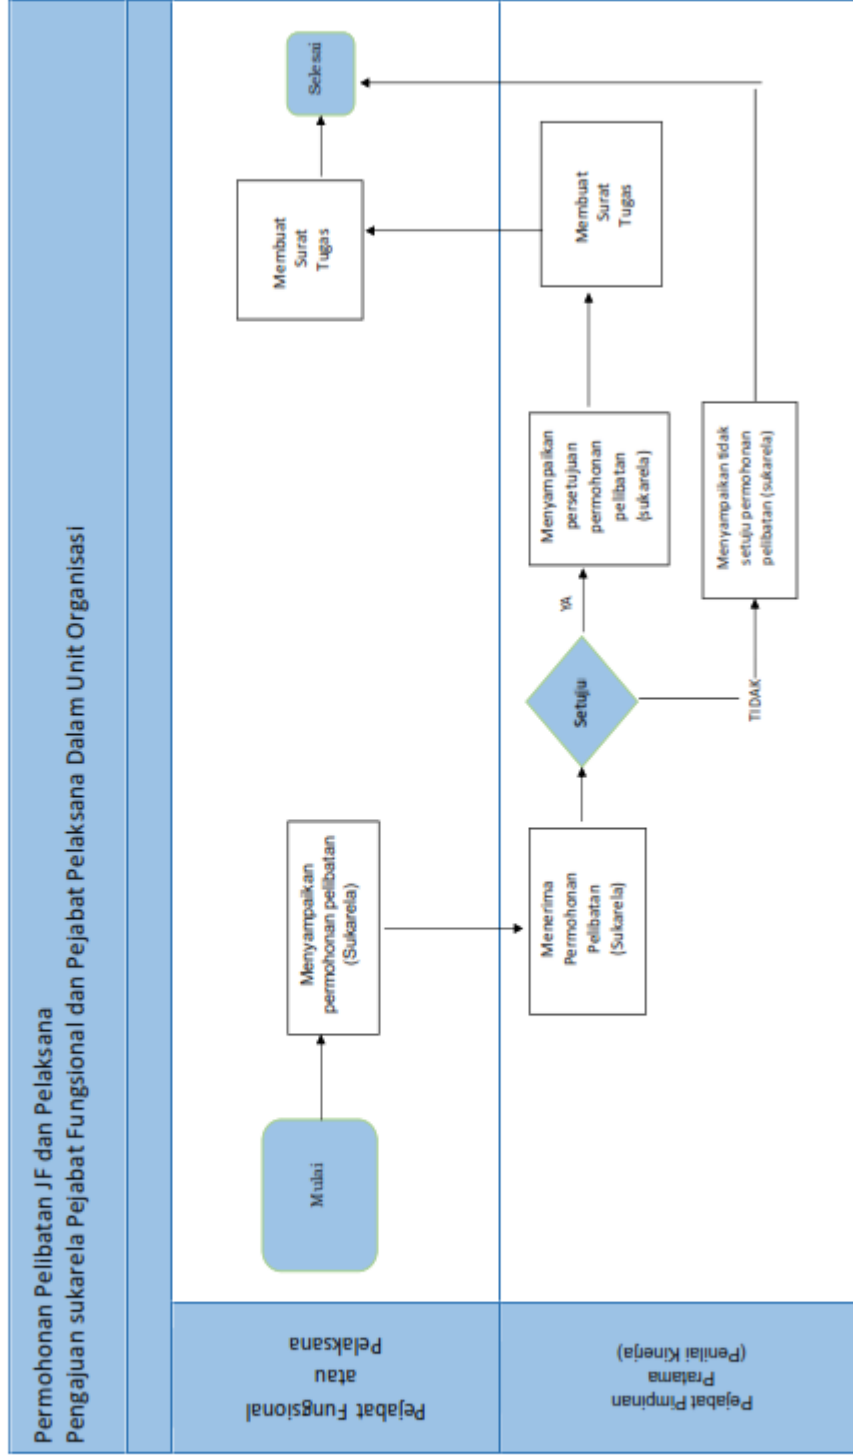 Permohonan Pelibatan JF dan Pelaksana
Pengajuan sukarela Pejabat Fungsional dan Pejabat Pelaksana Dalam Unit Organisasi
Pejabat Fungsional
atau
Pelaksana
Mulai
Menyampaikan
permohonan pelibatan
(Sukarela)
Membuat
Surat
Tugas
Selesai
Pejabat Pimpinan
Pratama
(Penilai Kinerja)
Menerima
Permohonan
Pelibatan
(Sukarela)
Setuju
YA
Menyampaikan
persetujuan
permohonan
pelibatan
(sukarela)
Membuat
Surat
Tugas
TIDAK
Menyampaikan tidak
setuju permohonan
pelibatan (sukarela)